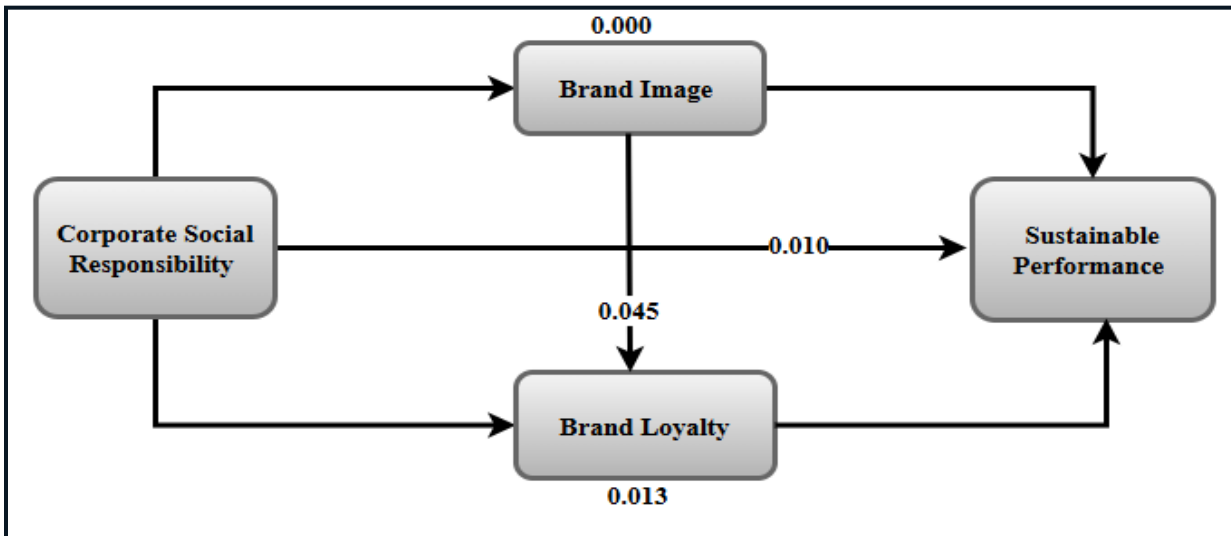 0.000
Brand Image
Corporate Social
Responsibility
0.010
Sustainable
Performance
0.045
Brand Loyalty
0.013